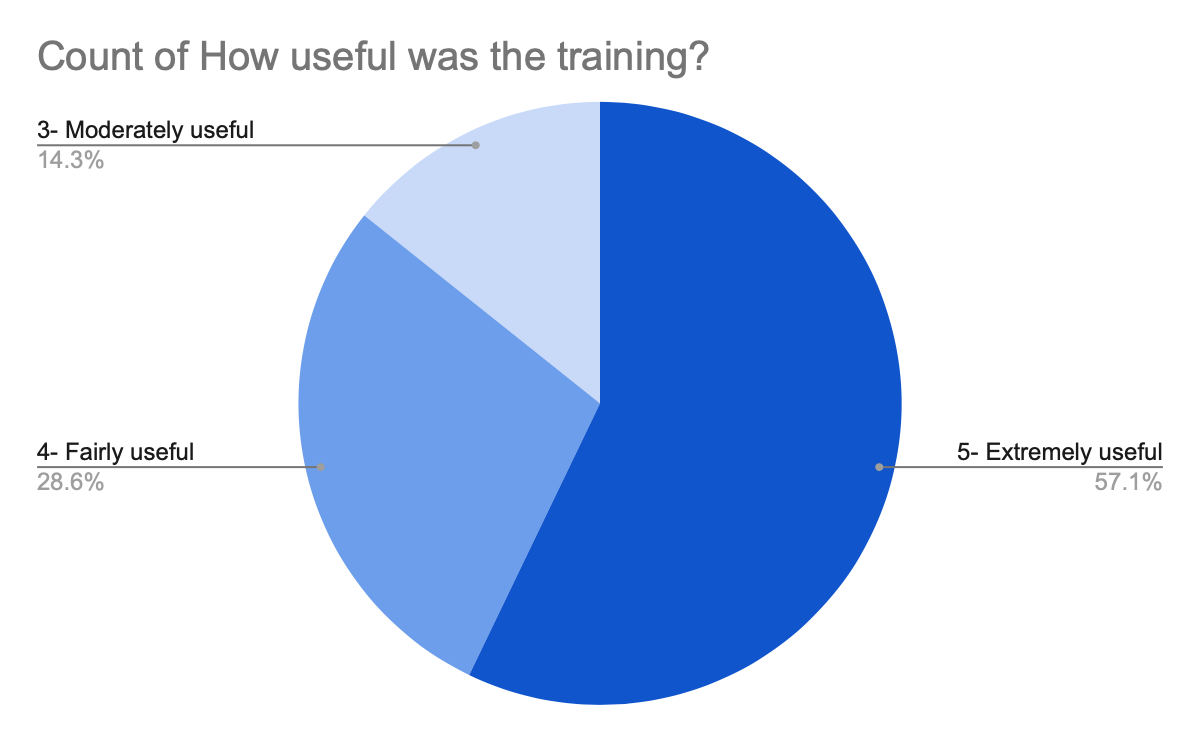 Count of How useful was the training?
3- Moderately useful
14.3%
4- Fairly useful
28.6%
5- Extremely useful
57.1%